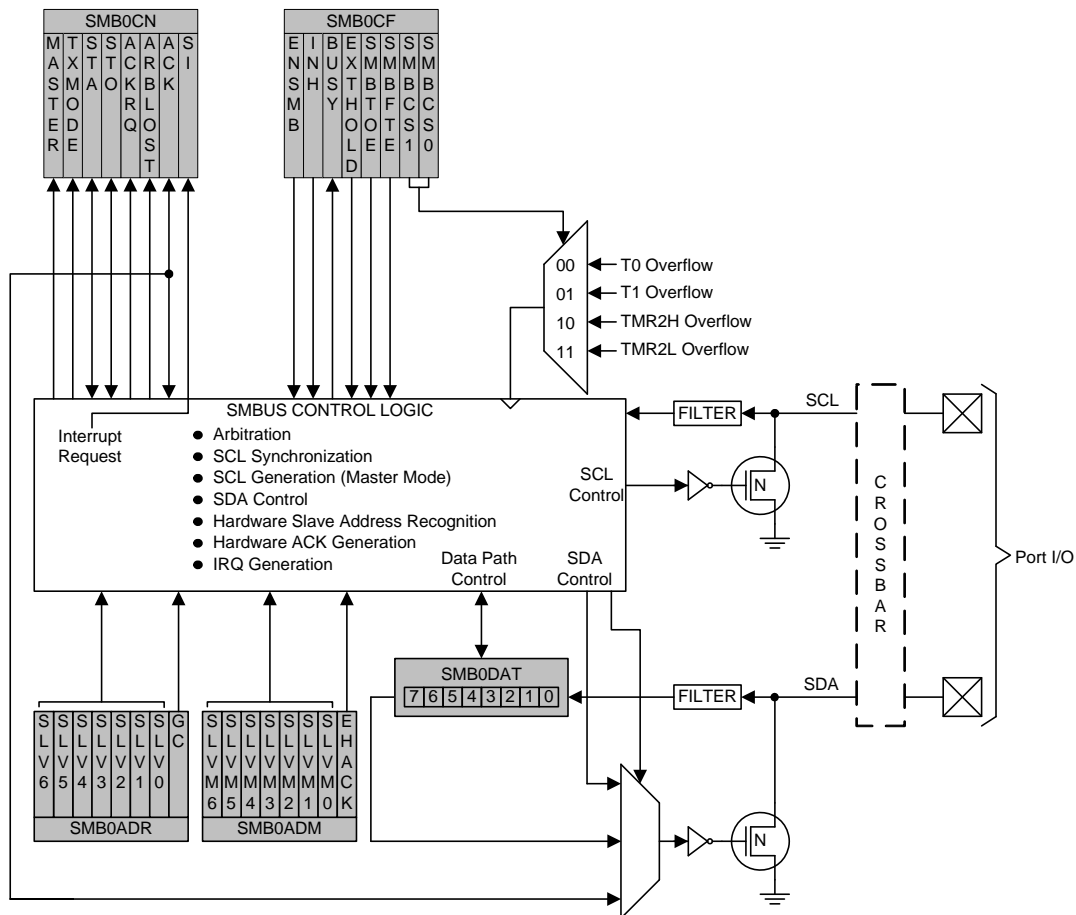 SMB0CN
MASTER
TXMODE
STA
STO
ACKRQ
ARBLOST
ACK
SI
SMB0CF
ENSMB
INH
BUSY
EXTHOLD
SMBTOE
SMBFTE
SMBCS1
SMBCS0
00
01
10
11
T0 Overflow
T1 Overflow
TMR2H Overflow
TMR2L Overflow
SMBUS CONTROL LOGIC
Interrupt
Request
● Arbitration
● SCL Synchronization
● SCL Generation (Master Mode)
● SDA Control
● Hardware Slave Address Recognition
● Hardware ACK Generation
● IRQ Generation
SCL
Control
Data Path
Control
SDA
Control
FILTER
SCL
N
CROSSBAR
Port I/O
SMB0DAT
7 6 5 4 3 2 1 0
FILTER
SDA
N
SLV6
SLV5
SLV4
SLV3
SLV2
SLV1
SLV0
GC
SMB0ADR
SLVM6
SLVM5
SLVM4
SLVM3
SLVM2
SLVM1
SLVM0
EHACK
SMB0ADM